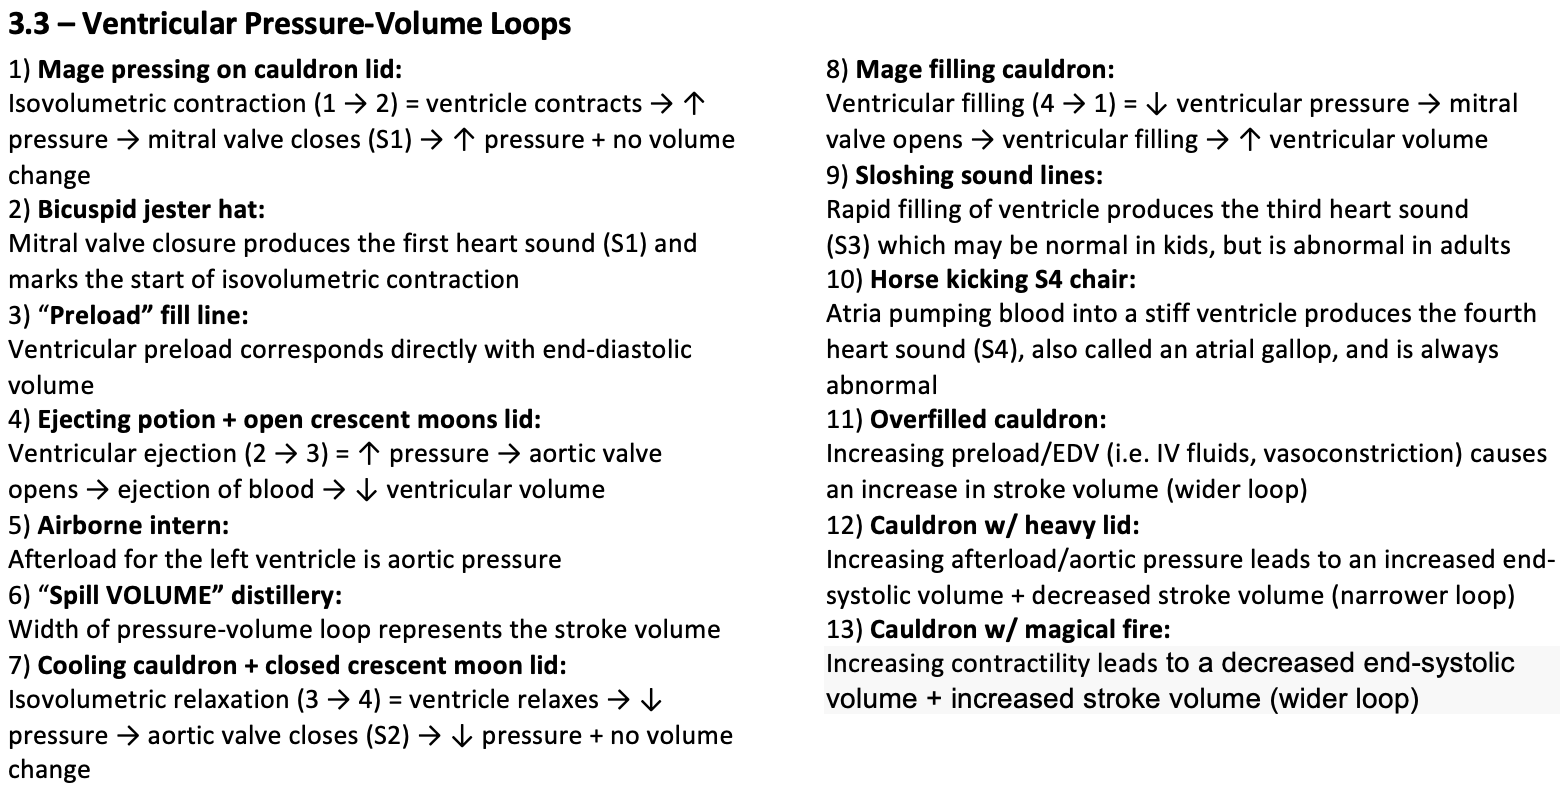 3.3 – Ventricular Pressure-Volume Loops
1) Mage pressing on cauldron lid:
Isovolumetric contraction (1 → 2) = ventricle contracts → ↑
pressure → mitral valve closes (S1) → ↑ pressure + no volume
change
2) Bicuspid jester hat:
Mitral valve closure produces the first heart sound (S1) and
marks the start of isovolumetric contraction
3) “Preload” fill line:
Ventricular preload corresponds directly with end-diastolic
volume
4) Ejecting potion + open crescent moons lid:
Ventricular ejection (2 → 3) = ↑ pressure → aortic valve
opens → ejection of blood → ↓ ventricular volume
5) Airborne intern:
Afterload for the left ventricle is aortic pressure
6) “Spill VOLUME” distillery:
Width of pressure-volume loop represents the stroke volume
7) Cooling cauldron + closed crescent moon lid:
Isovolumetric relaxation (3 → 4) = ventricle relaxes → ↓
pressure → aortic valve closes (S2) → ↓ pressure + no volume
change
8) Mage filling cauldron:
Ventricular filling (4 → 1) = ↓ ventricular pressure → mitral
valve opens → ventricular filling → ↑ ventricular volume
9) Sloshing sound lines:
Rapid filling of ventricle produces the third heart sound
(S3) which may be normal in kids, but is abnormal in adults
10) Horse kicking S4 chair:
Atria pumping blood into a stiff ventricle produces the fourth
heart sound (S4), also called an atrial gallop, and is always
abnormal
11) Overfilled cauldron:
Increasing preload/EDV (i.e. IV fluids, vasoconstriction) causes
an increase in stroke volume (wider loop)
12) Cauldron w/ heavy lid:
Increasing afterload/aortic pressure leads to an increased end-
systolic volume + decreased stroke volume (narrower loop)
13) Cauldron w/ magical fire:
Increasing contractility leads to a decreased end-systolic
volume + increased stroke volume (wider loop)